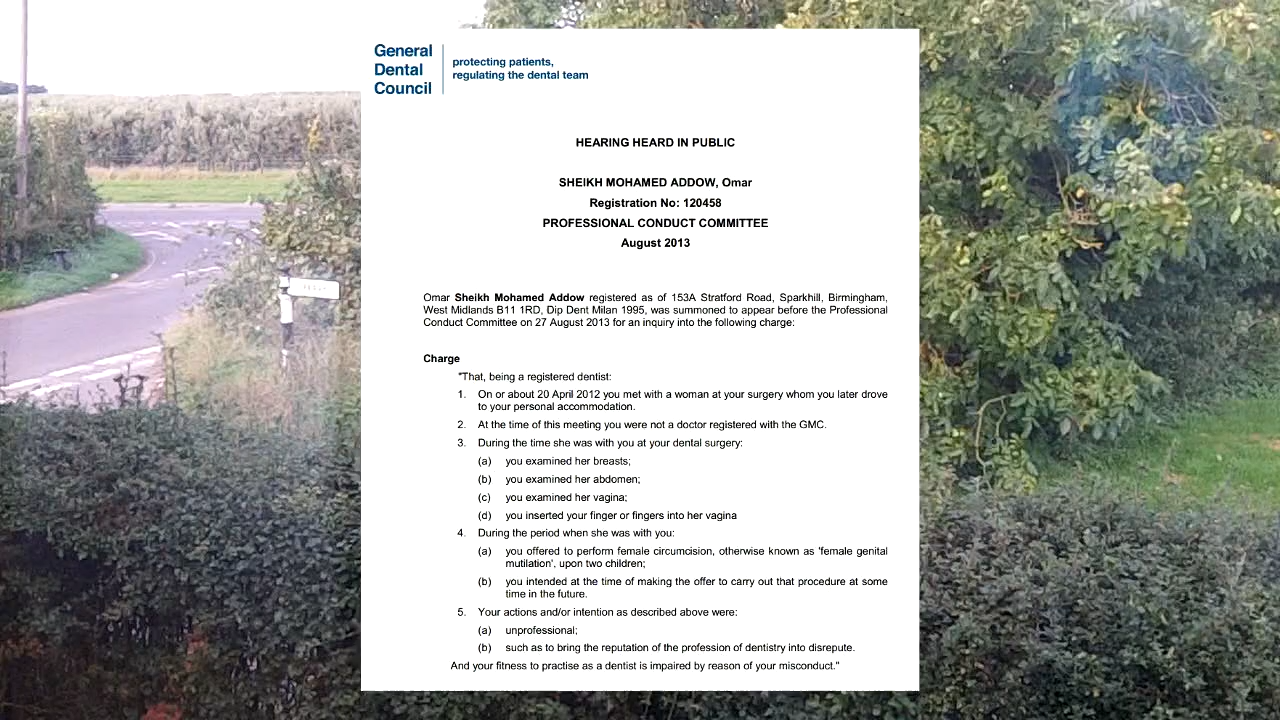 General
Dental
Council
protecting patients,
regulating the dental team
HEARING HEARD IN PUBLIC
SHEIKH MOHAMED ADDOW, Omar
Registration No: 120458
PROFESSIONAL CONDUCT COMMITTEE
August 2013
Omar Sheikh Mohamed Addow registered as of 153A Stratford Road, Sparkhill, Birmingham,
West Midlands B11 1RD, Dip Dent Milan 1995, was summoned to appear before the Professional
Conduct Committee on 27 August 2013 for an inquiry into the following charge:
Charge
"That, being a registered dentist:
1. On or about 20 April 2012 you met with a woman at your surgery whom you later drove
to your personal accommodation.
2. At the time of this meeting you were not a doctor registered with the GMC.
3. During the time she was with you at your dental surgery:
(a) you examined her breasts;
(b) you examined her abdomen;
(c) you examined her vagina;
(d) you inserted your finger or fingers into her vagina
4. During the period when she was with you:
(a) you offered to perform female circumcision, otherwise known as 'female genital
mutilation', upon two children;
(b) you intended at the time of making the offer to carry out that procedure at some
time in the future.
5. Your actions and/or intention as described above were:
(a) unprofessional;
(b) such as to bring the reputation of the profession of dentistry into disrepute.
And your fitness to practise as a dentist is impaired by reason of your misconduct."